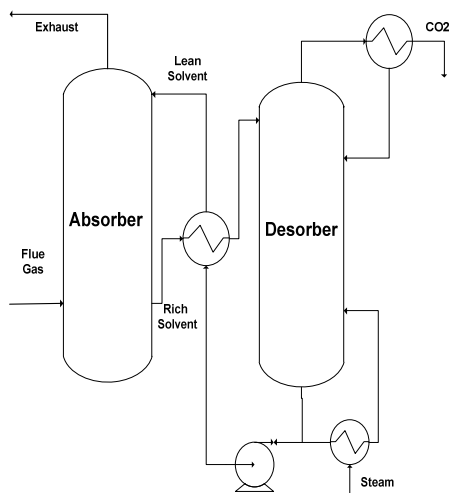 Exhaust
CO2
Lean
Solvent
Absorber
Desorber
Flue
Gas
Rich
Solvent
Steam